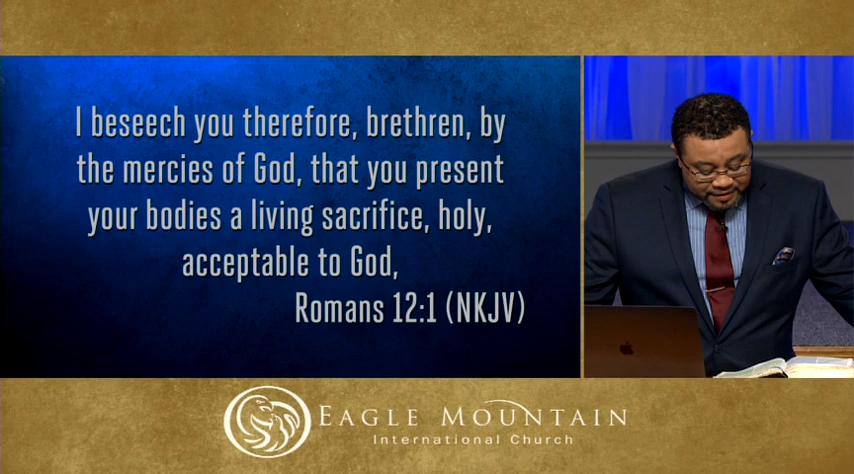 I beseech you therefore, brethren, by
the mercies of God, that you present
your bodies a living sacrifice, holy,
acceptable to God,
Romans 12:1 (NKJV)
EAGLE MOUNTAIN
International Church